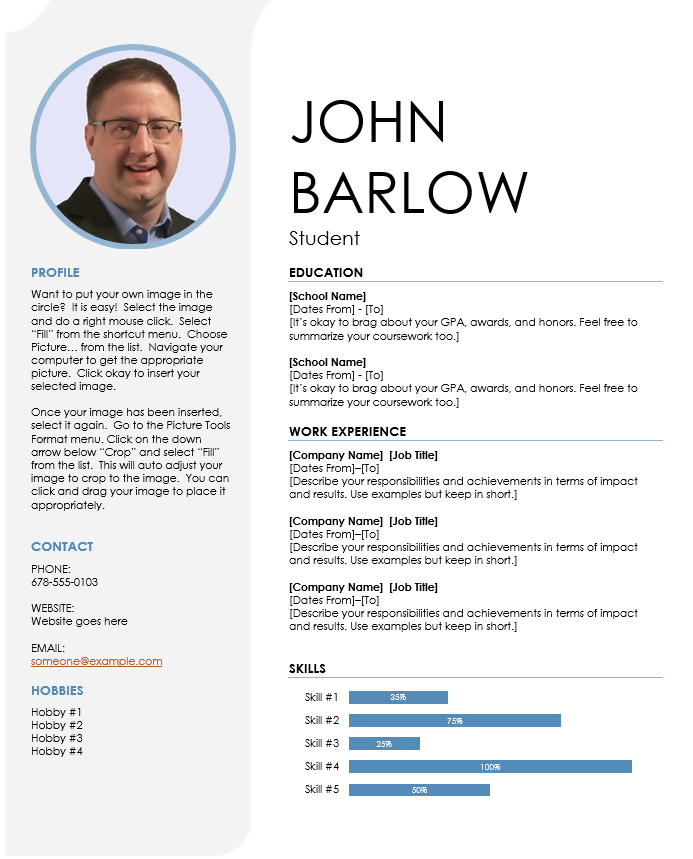 JOHN
BARLOW
Student
PROFILE
Want to put your own image in the
circle?  It is easy!  Select the image
and do a right mouse click.  Select
“Fill” from the shortcut menu.  Choose
Picture… from the list.  Navigate your
computer to get the appropriate
picture.  Click okay to insert your
selected image.
Once your image has been inserted,
select it again.  Go to the Picture Tools
Format menu. Click on the down
arrow below “Crop” and select “Fill”
from the list.  This will auto adjust your
image to crop to the image.  You can
click and drag your image to place it
appropriately.
CONTACT
PHONE:
678-555-0103
WEBSITE:
Website goes here
EMAIL:
someone@example.com
HOBBIES
Hobby #1
Hobby #2
Hobby #3
Hobby #4
EDUCATION
[School Name]
[Dates From] - [To]
[It’s okay to brag about your GPA, awards, and honors. Feel free to
summarize your coursework too.]
[School Name]
[Dates From] - [To]
[It’s okay to brag about your GPA, awards, and honors. Feel free to
summarize your coursework too.]
WORK EXPERIENCE
[Company Name]  [Job Title]
[Dates From]–[To]
[Describe your responsibilities and achievements in terms of impact
and results. Use examples but keep in short.]
[Company Name]  [Job Title]
[Dates From]–[To]
[Describe your responsibilities and achievements in terms of impact
and results. Use examples but keep in short.]
[Company Name]  [Job Title]
[Dates From]–[To]
[Describe your responsibilities and achievements in terms of impact
and results. Use examples but keep in short.]
SKILLS
Skill #1 35%
Skill #2 75%
Skill #3 25%
Skill #4 100%
Skill #5 50%